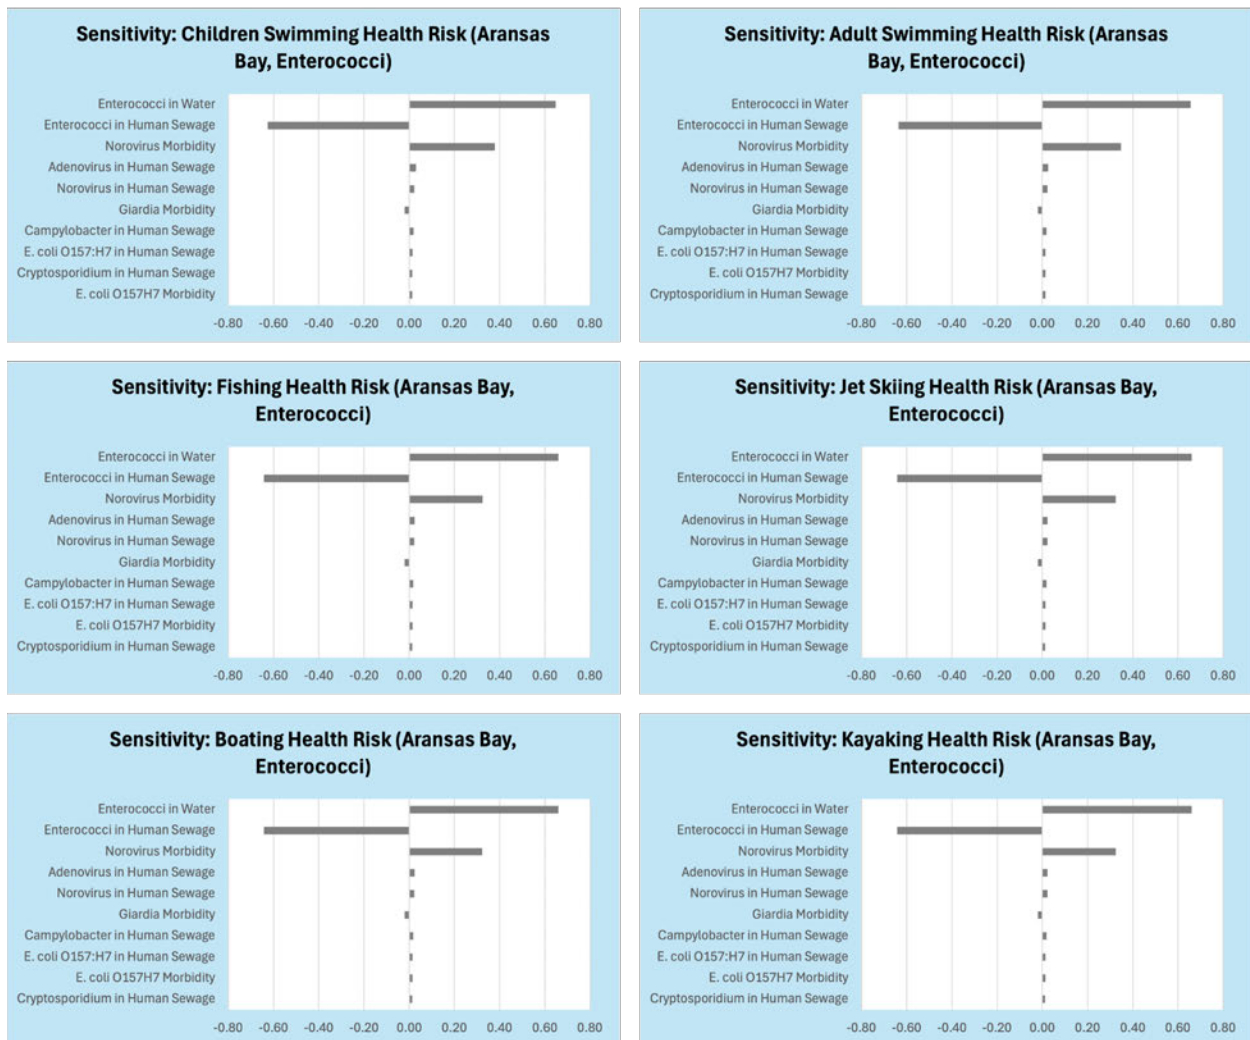 Sensitivity: Children Swimming Health Risk (Aransas
Bay, Enterococci)
Enterococci in Water
Enterococci in Human Sewage
Norovirus Morbidity
Adenovirus in Human Sewage
Norovirus in Human Sewage
Giardia Morbidity
Campylobacter in Human Sewage
E. coli O157:H7 in Human Sewage
Cryptosporidium in Human Sewage
E. coli O157H7 Morbidity
-0.80 -0.60 -0.40 -0.20 0.00 0.20 0.40 0.60 0.80
Sensitivity: Adult Swimming Health Risk (Aransas
Bay, Enterococci)
Enterococci in Water
Enterococci in Human Sewage
Norovirus Morbidity
Adenovirus in Human Sewage
Norovirus in Human Sewage
Giardia Morbidity
Campylobacter in Human Sewage
E. coli O157:H7 in Human Sewage
E. coli O157H7 Morbidity
Cryptosporidium in Human Sewage
-0.80 -0.60 -0.40 -0.20 0.00 0.20 0.40 0.60 0.80
Sensitivity: Fishing Health Risk (Aransas Bay,
Enterococci)
Enterococci in Water
Enterococci in Human Sewage
Norovirus Morbidity
Adenovirus in Human Sewage
Norovirus in Human Sewage
Giardia Morbidity
Campylobacter in Human Sewage
E. coli O157:H7 in Human Sewage
E. coli O157H7 Morbidity
Cryptosporidium in Human Sewage
-0.80 -0.60 -0.40 -0.20 0.00 0.20 0.40 0.60 0.80
Sensitivity: Jet Skiing Health Risk (Aransas Bay,
Enterococci)
Enterococci in Water
Enterococci in Human Sewage
Norovirus Morbidity
Adenovirus in Human Sewage
Norovirus in Human Sewage
Giardia Morbidity
Campylobacter in Human Sewage
E. coli O157:H7 in Human Sewage
E. coli O157H7 Morbidity
Cryptosporidium in Human Sewage
-0.80 -0.60 -0.40 -0.20 0.00 0.20 0.40 0.60 0.80
Sensitivity: Boating Health Risk (Aransas Bay,
Enterococci)
Enterococci in Water
Enterococci in Human Sewage
Norovirus Morbidity
Adenovirus in Human Sewage
Norovirus in Human Sewage
Giardia Morbidity
Campylobacter in Human Sewage
E. coli O157:H7 in Human Sewage
E. coli O157H7 Morbidity
Cryptosporidium in Human Sewage
-0.80 -0.60 -0.40 -0.20 0.00 0.20 0.40 0.60 0.80
Sensitivity: Kayaking Health Risk (Aransas Bay,
Enterococci)
Enterococci in Water
Enterococci in Human Sewage
Norovirus Morbidity
Adenovirus in Human Sewage
Norovirus in Human Sewage
Giardia Morbidity
Campylobacter in Human Sewage
E. coli O157:H7 in Human Sewage
E. coli O157H7 Morbidity
Cryptosporidium in Human Sewage
-0.80 -0.60 -0.40 -0.20 0.00 0.20 0.40 0.60 0.80